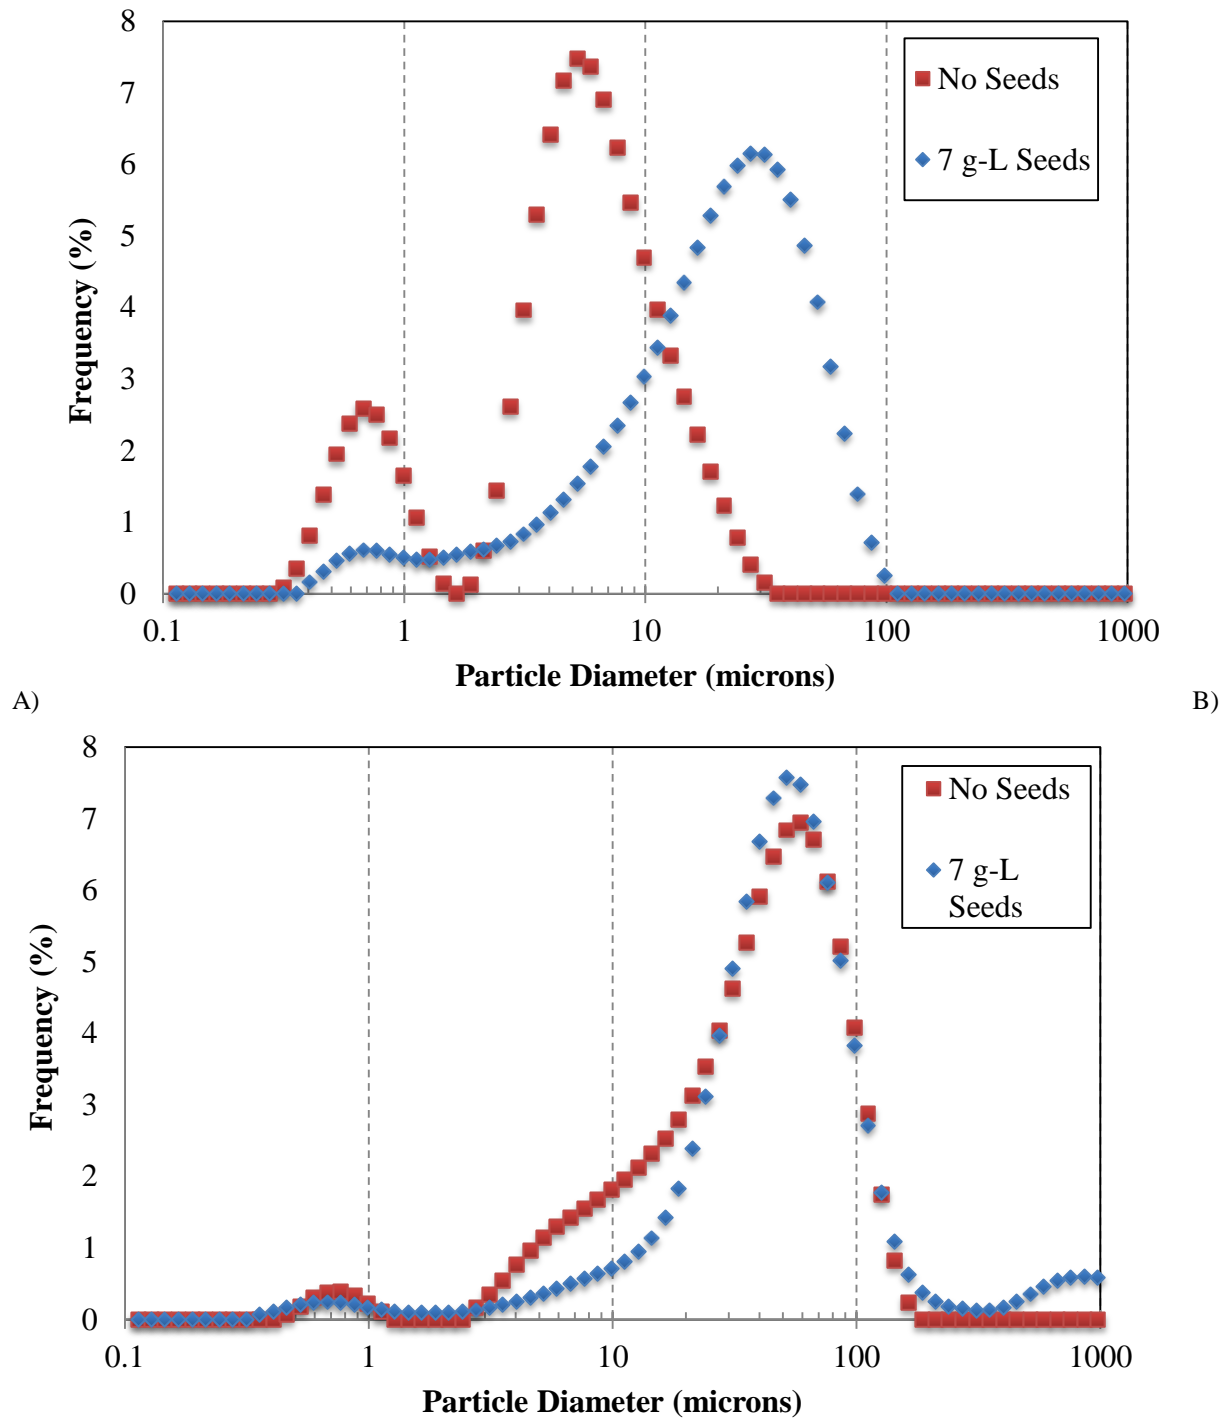 8
7
6
5
4
3
2
1
0
Frequency (%)
No Seeds
7 g-L Seeds
0.1 1 10 100 1000
Particle Diameter (microns)
A) B)
8
7
6
5
4
3
2
1
0
Frequency (%)
No Seeds
7 g-L
Seeds
0.1 1 10 100 1000
Particle Diameter (microns)